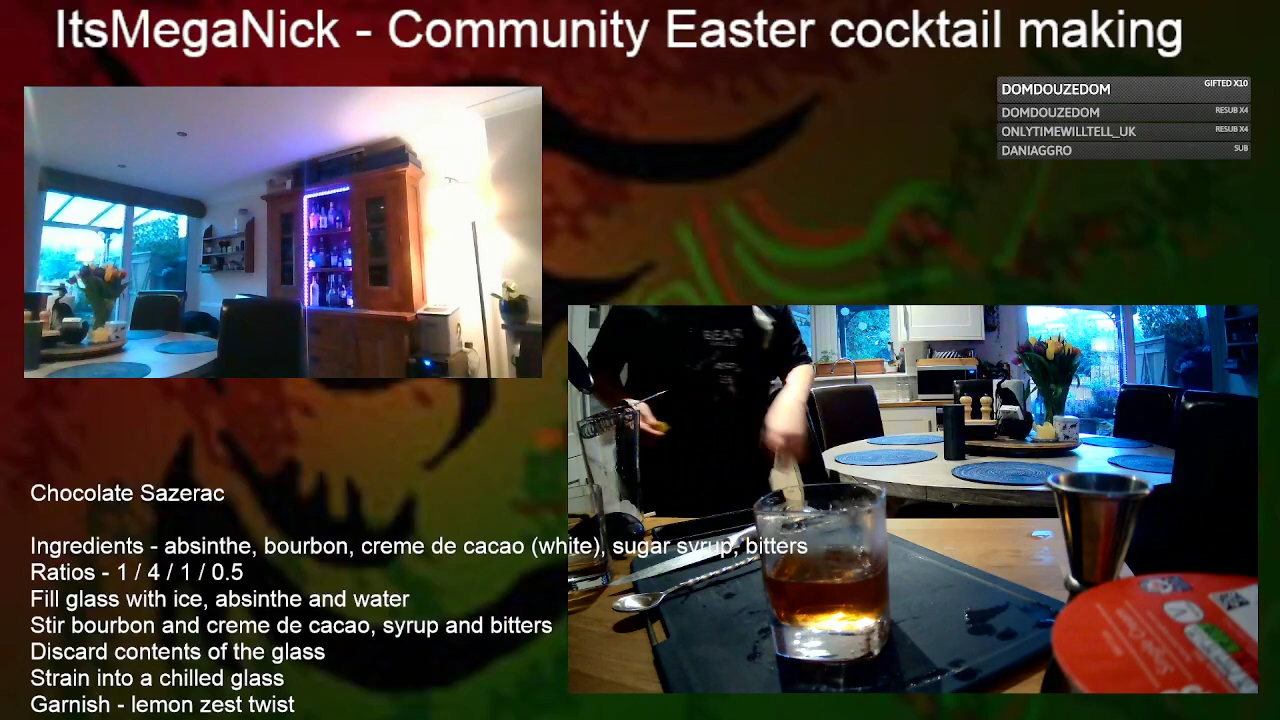 ItsMegaNick - Community Easter cocktail making
DOMDOUZEDOM GIFTED X10
DOMDOUZEDOM RESUB X4
ONLYTIMEWILLTELL_UK RESUB X4
DANIAGGRO SUB
Chocolate Sazerac
Ingredients - absinthe, bourbon, creme de cacao (white), sugar syrup, bitters
Ratios - 1 / 4 / 1 / 0.5
Fill glass with ice, absinthe and water
Stir bourbon and creme de cacao, syrup and bitters
Discard contents of the glass
Strain into a chilled glass
Garnish - lemon zest twist